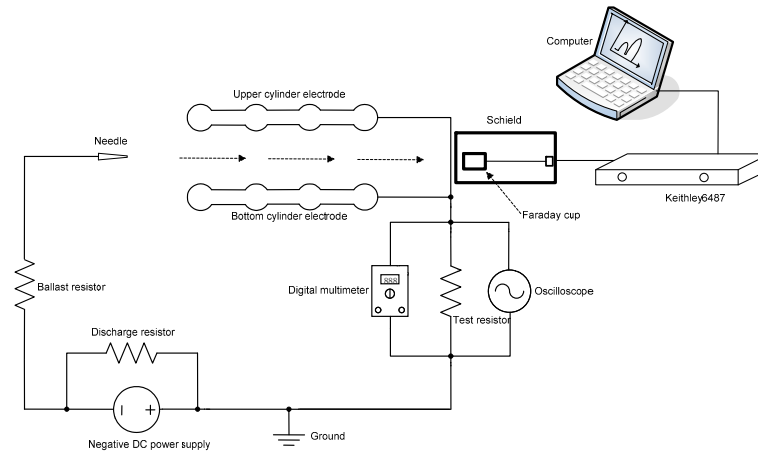 Computer
Upper cylinder electrode
Schield
Needle
Keithley6487
Bottom cylinder electrode
Faraday cup
Ballast resistor
Digital multimeter
888
Oscilloscope
Test resistor
Discharge resistor
Negative DC power supply
Ground